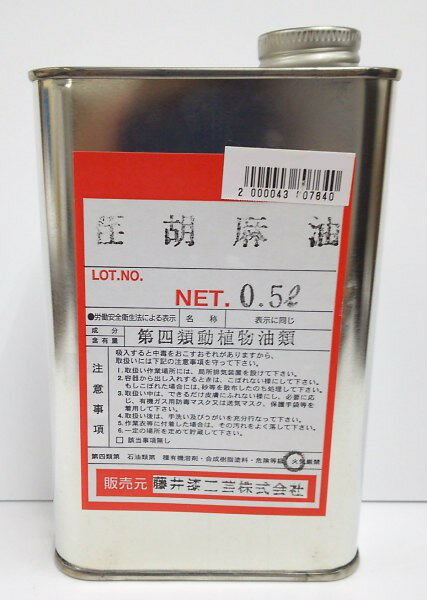 2 000043 107840
荏胡麻油
LOT.NO.
NET. 0.5ℓ
●労働安全衛生法による表示 名称 表示に同じ
成分
含有量 第四類動植物油類
注意事項
吸入すると中毒をおこすおそれがありますから、
取扱いには下記の注意事項を守って下さい。
1. 取扱い作業場には、局所排気装置を設けて下さい。
2. 容器から出し入れするときは、こぼれない様にして下さい。
もしこぼれた場合には、砂等を散布したのち処理して下さい。
3. 取扱い中は、できるだけ皮膚にふれない様にし、必要に応
じ、有機ガス用防毒マスク又は送気マスク、保護手袋等を
着用して下さい。
4. 取扱い後は、手洗い及びうがいを充分行なって下さい。
5. 作業衣等に付着した場合は、その汚れをよく落して下さい。
6. 一定の場所を定めて貯蔵して下さい。
□ 該当事項無し
第四類第 石油類第 種有機溶剤・合成樹脂塗料・危険等級 火気厳禁
販売元 藤井漆工芸株式会社